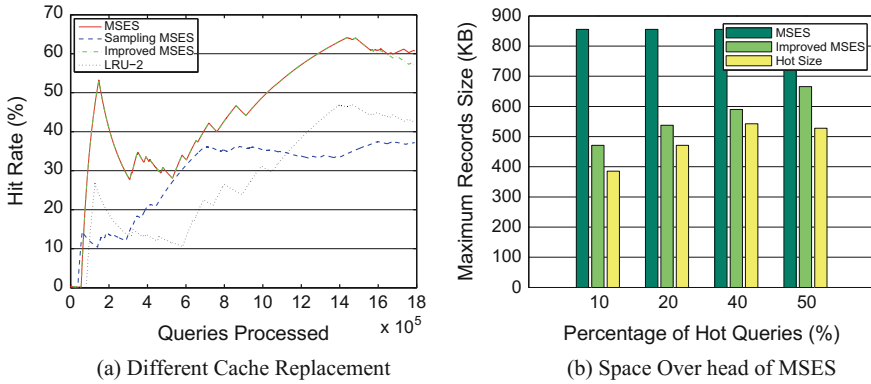 70
60
50
40
30
20
10
0
Hit Rate (%)
MSES
Sampling MSES
Improved MSES
LRU−2
0 2 4 6 8 10 12 14 16 18
x 10^5
Queries Processed
(a) Different Cache Replacement
900
800
700
600
500
400
300
200
100
0
Maximum Records Size (KB)
MSES
Improved MSES
Hot Size
10 20 40 50
Percentage of Hot Queries (%)
(b) Space Over head of MSES